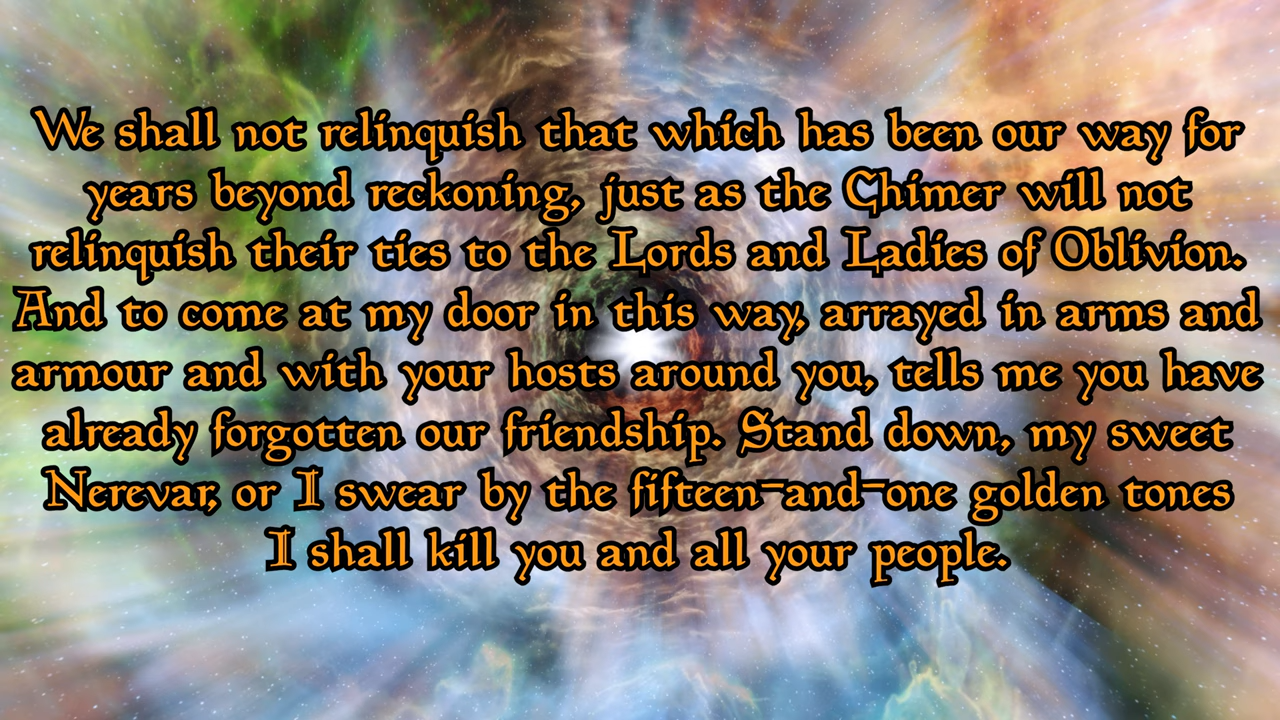 We shall not relinquish that which has been our way for
years beyond reckoning, just as the Chimer will not
relinquish their ties to the Lords and Ladies of Oblivion.
And to come at my door in this way, arrayed in arms and
armour and with your hosts around you, tells me you have
already forgotten our friendship. Stand down, my sweet
Nerevar, or I swear by the fifteen-and-one golden tones
I shall kill you and all your people.